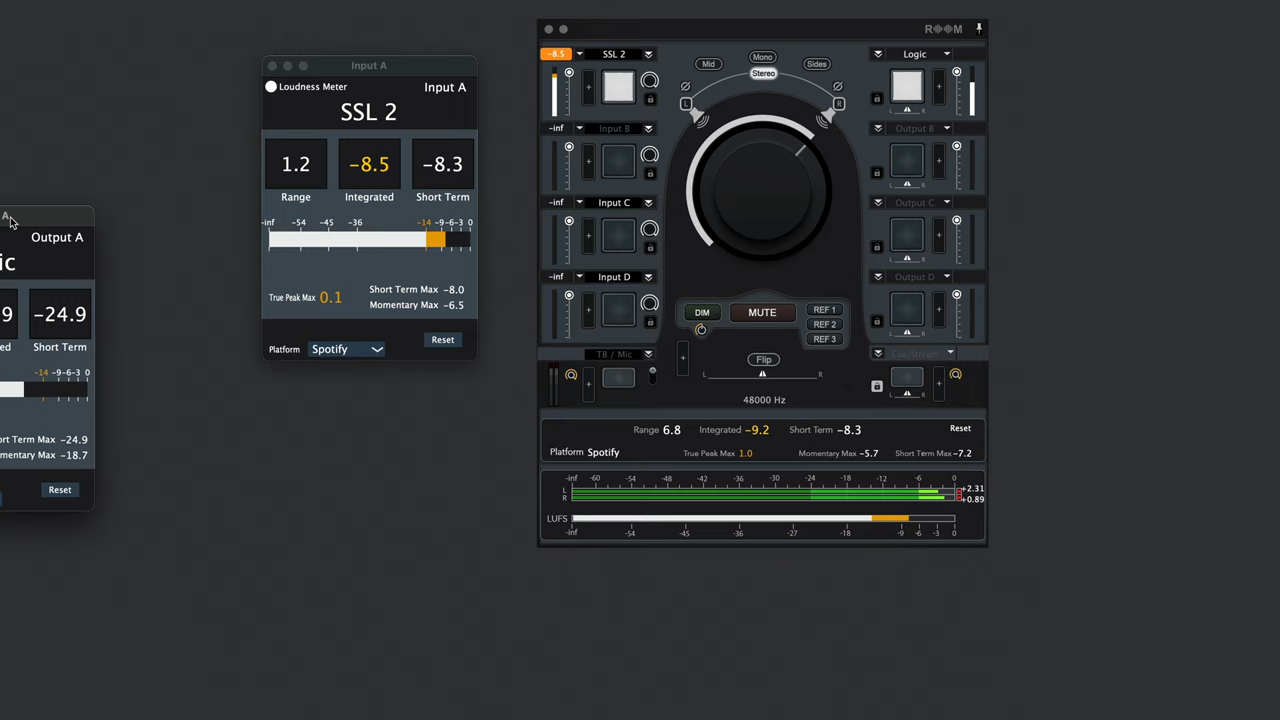 A
Output A
ic
9
-24.9
ed
Short Term
-14 -9-6-3 0
ort Term Max -24.9
mentary Max -18.7
Reset
Input A
Loudness Meter
Input A
SSL 2
1.2
-8.5
-8.3
Range
Integrated
Short Term
-inf -54 -45 -36 -14 -9-6-3 0
True Peak Max 0.1
Short Term Max -8.0
Momentary Max -6.5
Platform Spotify
Reset
ROOM
-8.5 SSL 2
-inf Input B
-inf Input C
-inf Input D
TB / Mic
Mid
Mono
Sides
Stereo
L
R
DIM
MUTE
REF 1
REF 2
REF 3
Flip
L R
48000 Hz
Logic
L R
Output B
L R
Output C
L R
Output D
L R
Cue/Stream
L R
Range 6.8 Integrated -9.2 Short Term -8.3 Reset
Platform Spotify True Peak Max 1.0 Momentary Max -5.7 Short Term Max -7.2
-inf -60 -54 -48 -42 -36 -30 -24 -18 -12 -6 0
L +2.31
R +0.89
LUFS
-inf -54 -45 -36 -27 -18 -9 -6 -3 0